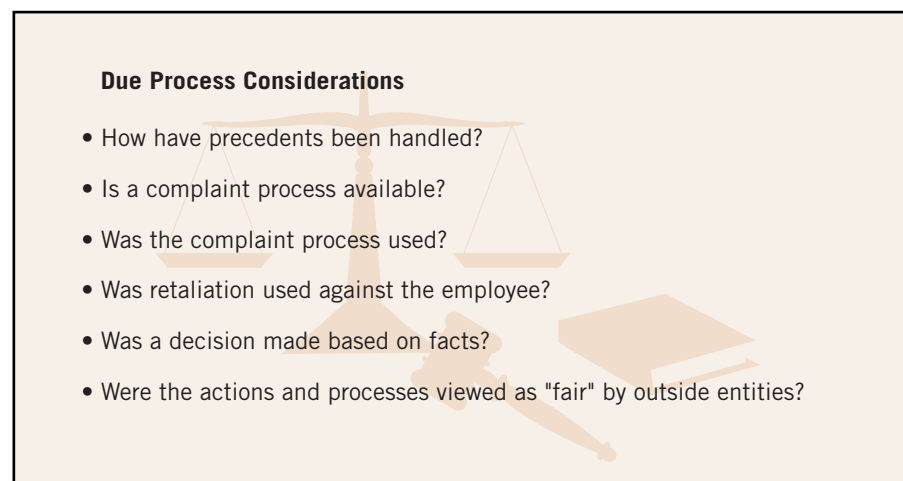 Due Process Considerations
• How have precedents been handled?
• Is a complaint process available?
• Was the complaint process used?
• Was retaliation used against the employee?
• Was a decision made based on facts?
• Were the actions and processes viewed as "fair" by outside entities?